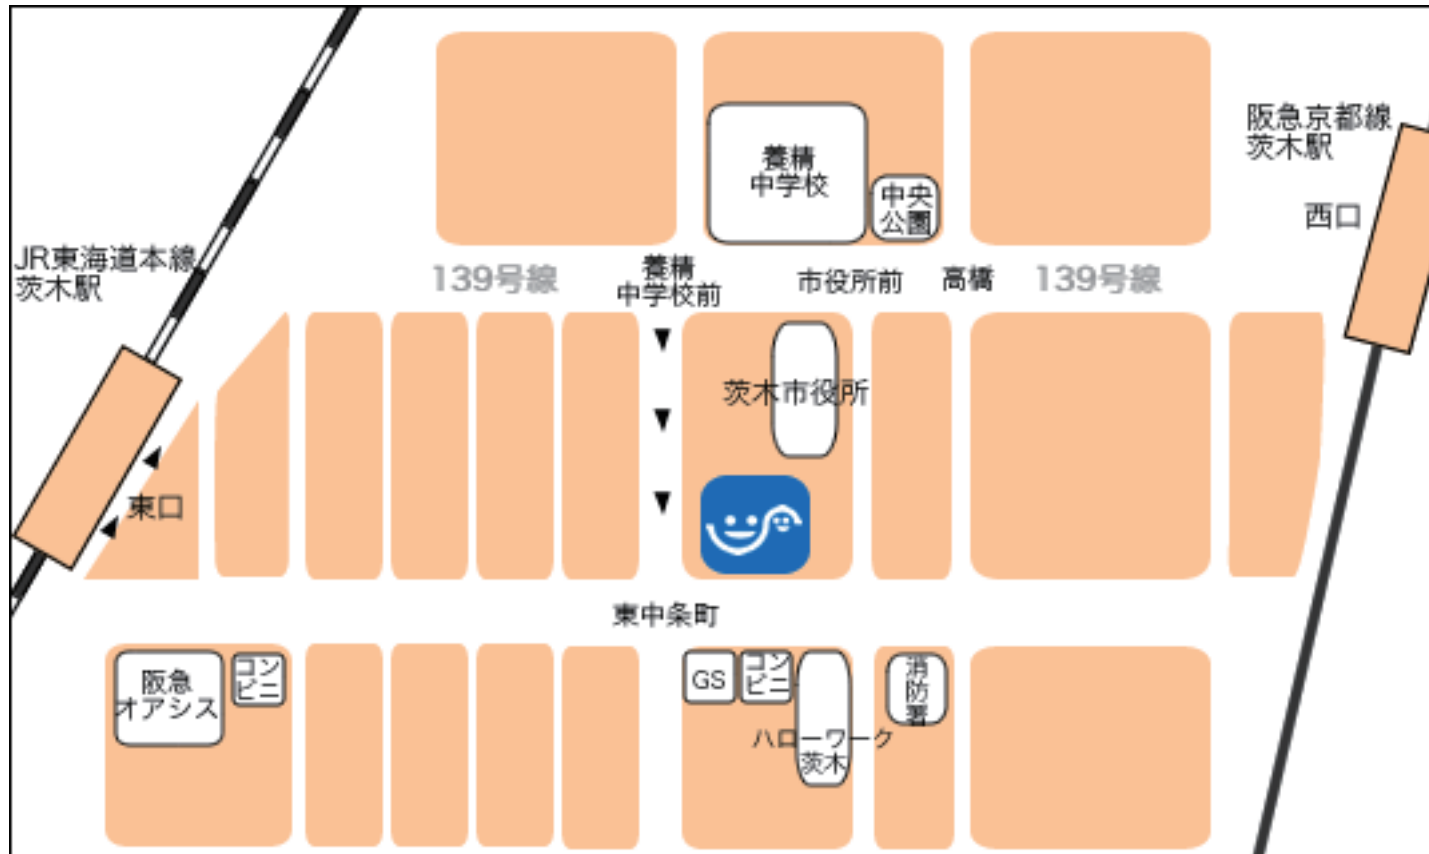 阪急京都線
茨木駅
養精
中学校
中央
公園
西口
JR東海道本線
茨木駅
139号線
養精
中学校前
市役所前
高橋
139号線
茨木市役所
東口
東中条町
阪急
オアシス
コン
ビニ
GS
コン
ビニ
消
防
署
ハローワーク
茨木